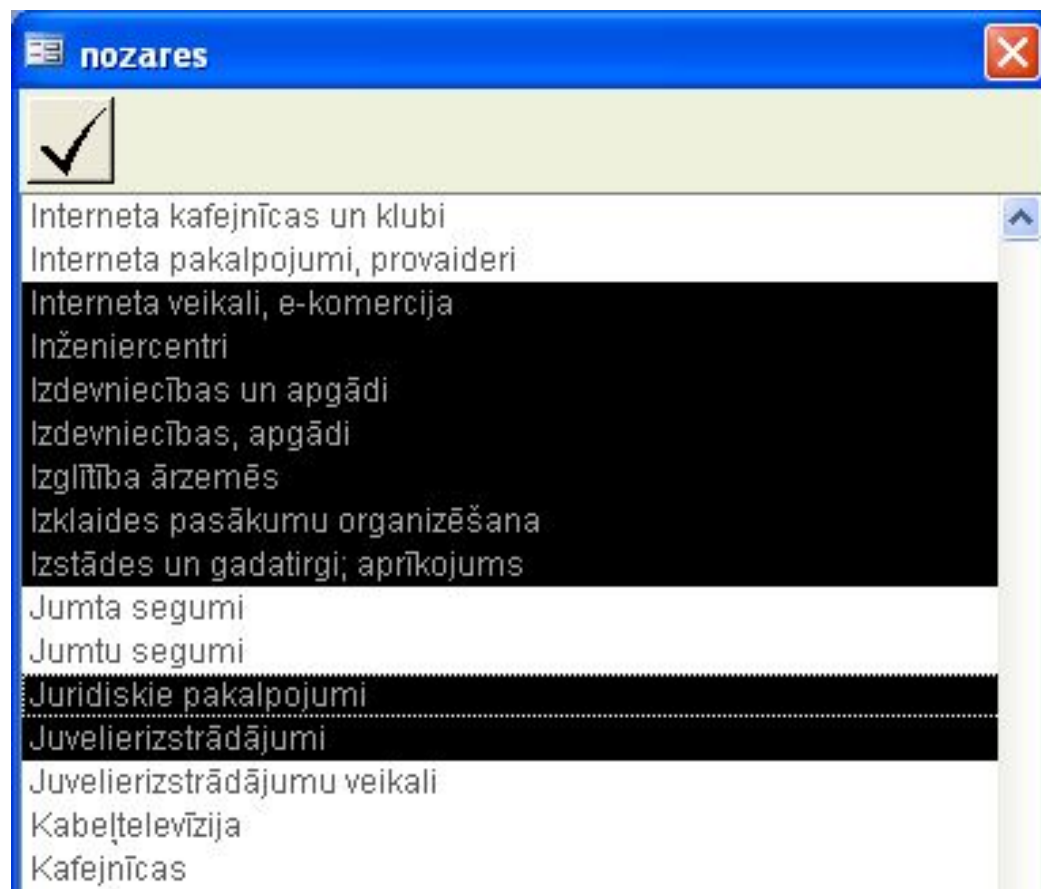 nozares
Interneta kafejnīcas un klubi
Interneta pakalpojumi, provaideri
Interneta veikali, e-komercija
Inženiercentri
Izdevniecības un apgādi
Izdevniecības, apgādi
Izglītība ārzemēs
Izklaides pasākumu organizēšana
Izstādes un gadatirgi; aprīkojums
Jumta segumi
Jumtu segumi
Juridiskie pakalpojumi
Juvelierizstrādājumi
Juvelierizstrādājumu veikali
Kabeļtelevīzija
Kafejnīcas